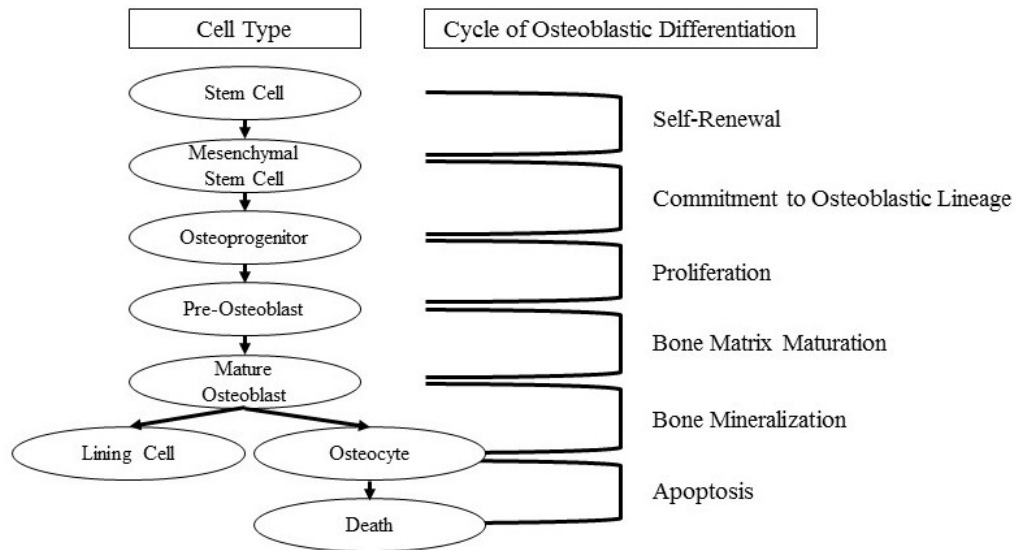 Cell Type
Cycle of Osteoblastic Differentiation
Stem Cell
Self-Renewal
Mesenchymal
Stem Cell
Commitment to Osteoblastic Lineage
Osteoprogenitor
Proliferation
Pre-Osteoblast
Bone Matrix Maturation
Mature
Osteoblast
Bone Mineralization
Lining Cell
Osteocyte
Apoptosis
Death